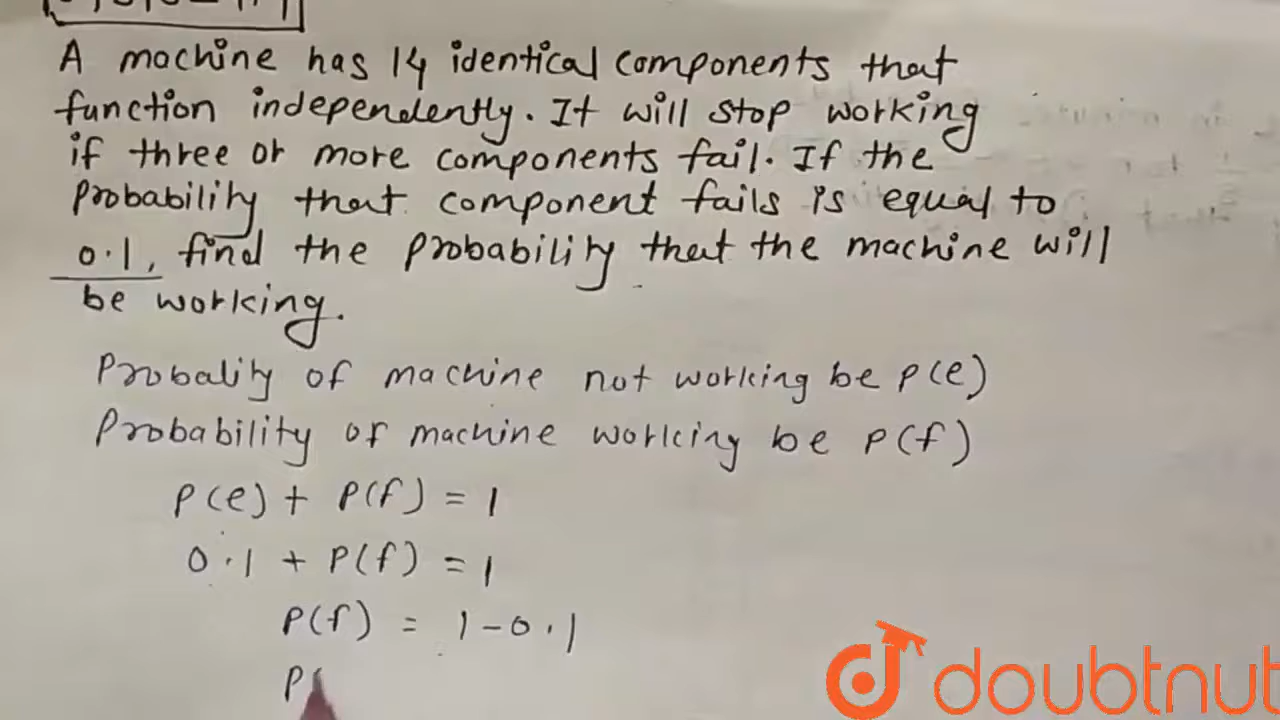 A machine has 14 identical components that
function independently. It will stop working
if three or more components fail. If the
probability that component fails is equal to
0.1, find the probability that the machine will
be working.
Probality of machine not working be p(e)
Probability of machine working be p(f)
p(e) + p(f) = 1
0.1 + p(f) = 1
p(f) = 1-0.1
p(
doubtnut